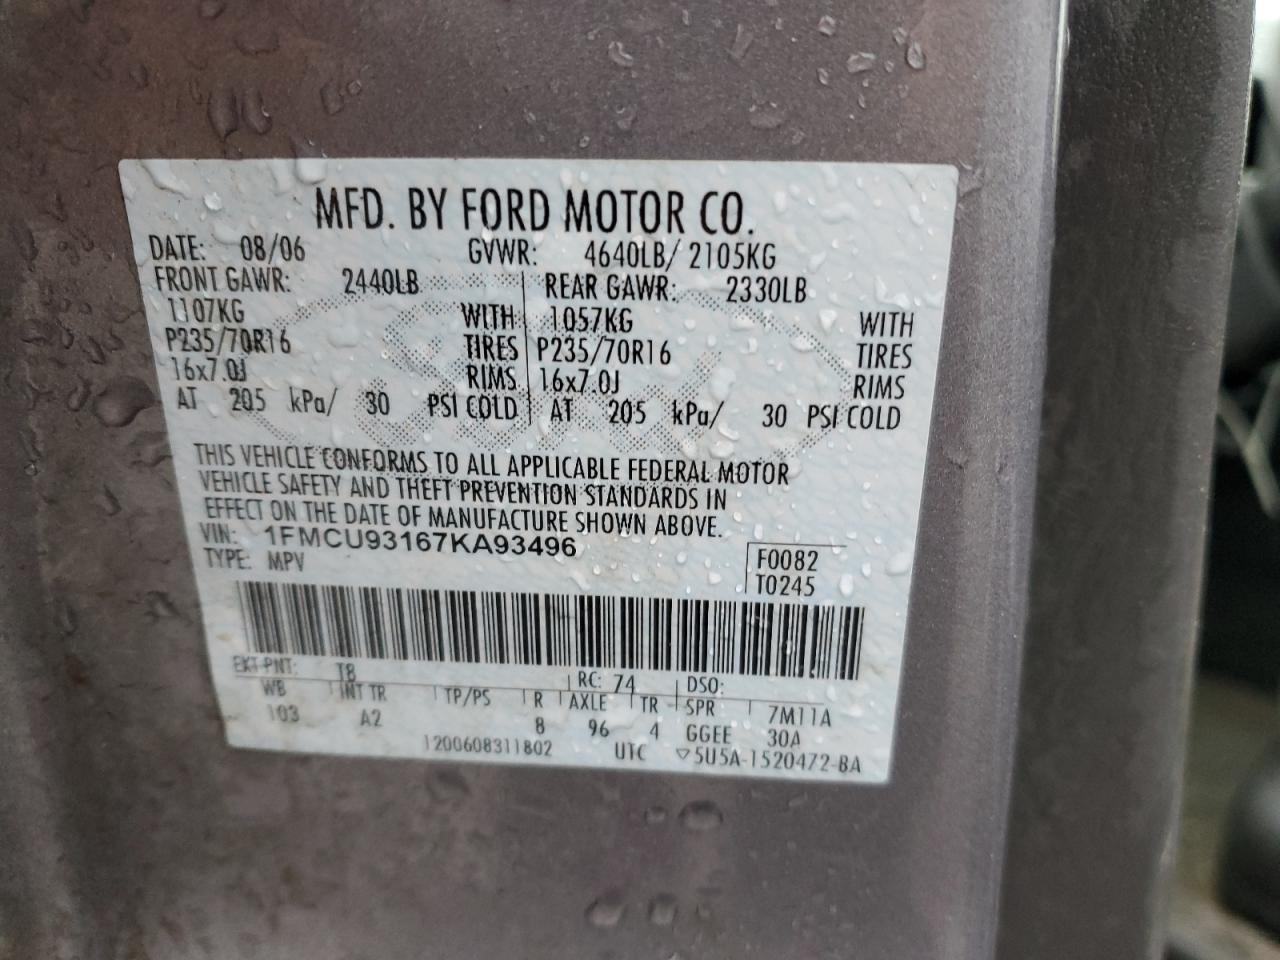 MFD. BY FORD MOTOR CO.
DATE: 08/06 GVWR: 4640LB/ 2105KG
FRONT GAWR: 2440LB REAR GAWR: 2330LB
1107KG WITH 1057KG WITH
P235/70R16 TIRES P235/70R16 TIRES
16x7.0J RIMS 16x7.0J RIMS
AT 205 kPa/ 30 PSI COLD AT 205 kPa/ 30 PSI COLD
THIS VEHICLE CONFORMS TO ALL APPLICABLE FEDERAL MOTOR
VEHICLE SAFETY AND THEFT PREVENTION STANDARDS IN
EFFECT ON THE DATE OF MANUFACTURE SHOWN ABOVE.
VIN: 1FMCU93167KA93496
TYPE: MPV
F0082
T0245
EXT PNT: T8 RC: 74 DSO:
WB INT TR TP/PS R AXLE TR SPR 7M11A
103 A2 8 96 4 GGEE 30A
1200608311802 UTC ▽5U5A-1520472-BA